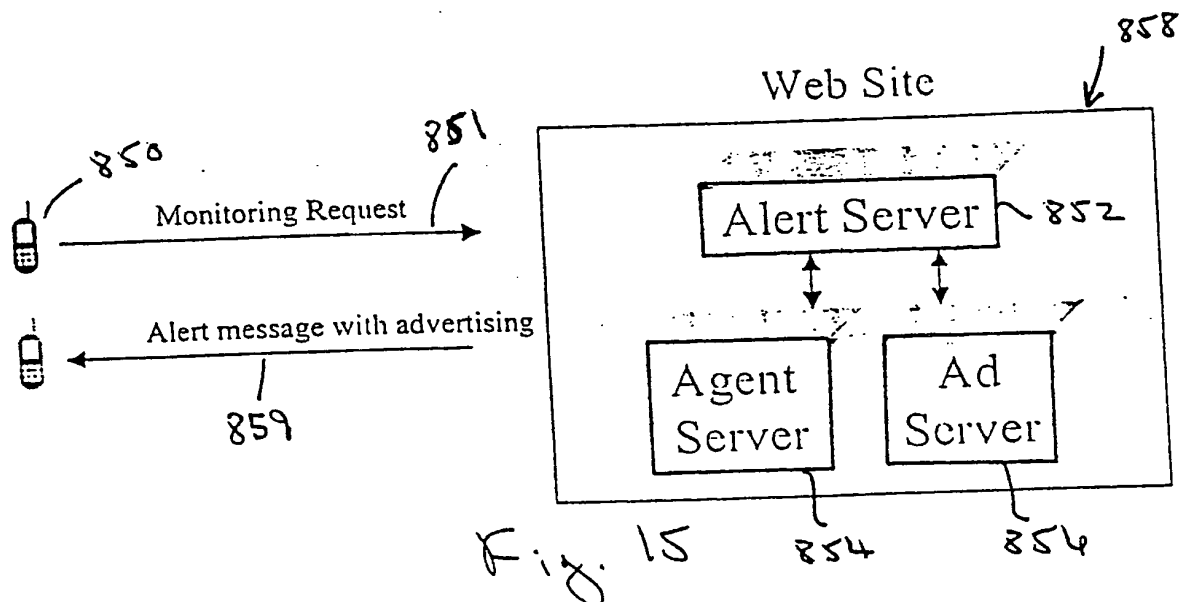 858
Web Site
850
851
Monitoring Request
Alert Server
852
Alert message with advertising
859
Agent
Server
Ad
Server
Fig. 15
854
856